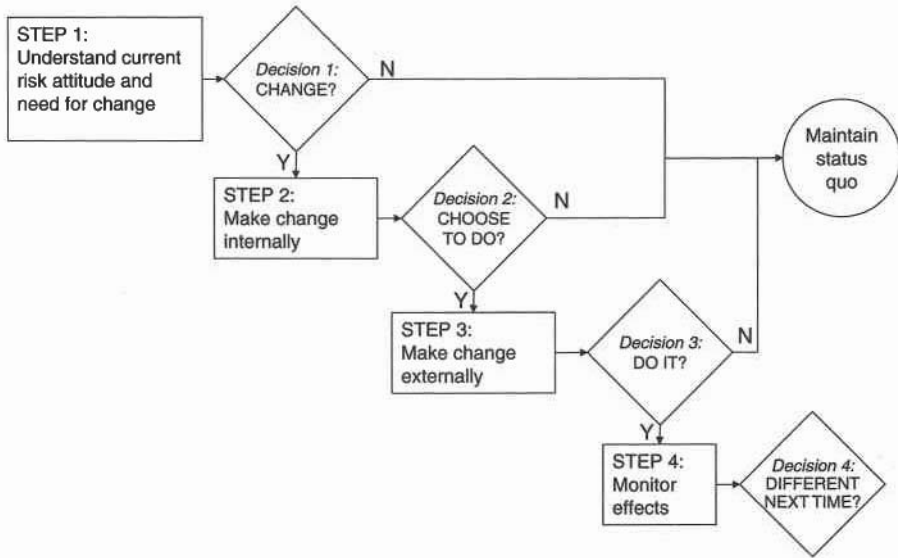 STEP 1:
Understand current
risk attitude and
need for change
Decision 1:
CHANGE?
N
Y
Maintain
status
quo
STEP 2:
Make change
internally
Decision 2:
CHOOSE
TO DO?
N
Y
STEP 3:
Make change
externally
Decision 3:
DO IT?
N
Y
STEP 4:
Monitor
effects
Decision 4:
DIFFERENT
NEXT TIME?